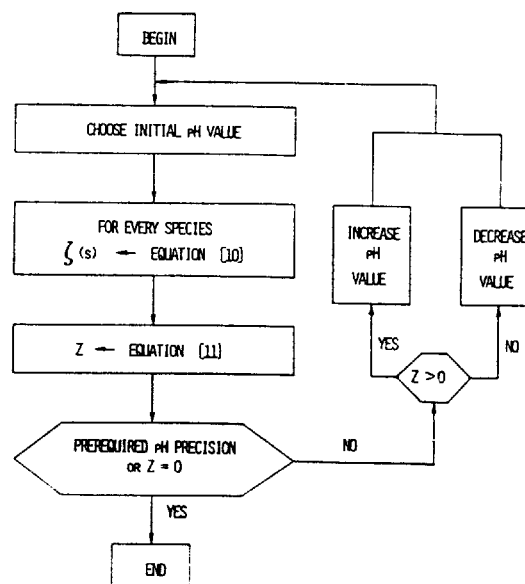 BEGIN
CHOOSE INITIAL pH VALUE
FOR EVERY SPECIES
ζ(s) ← EQUATION [10]
Z ← EQUATION [11]
PREREQUIRED pH PRECISION
OR Z = 0
YES
END
NO
Z > 0
YES
NO
INCREASE
pH
VALUE
DECREASE
pH
VALUE